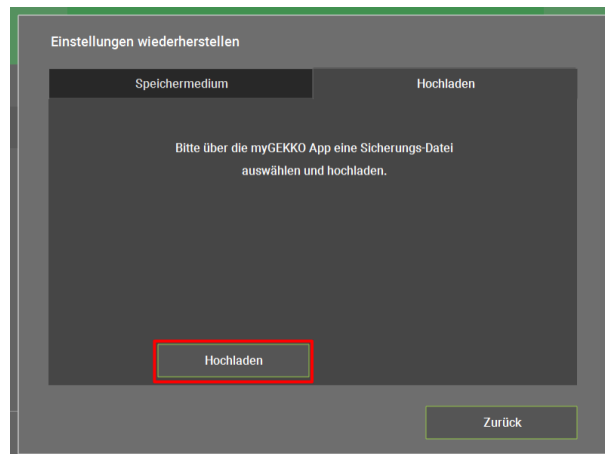 Einstellungen wiederherstellen
Speichermedium
Hochladen
Bitte über die myGEKKO App eine Sicherungs-Datei
auswählen und hochladen.
Hochladen
Zurück